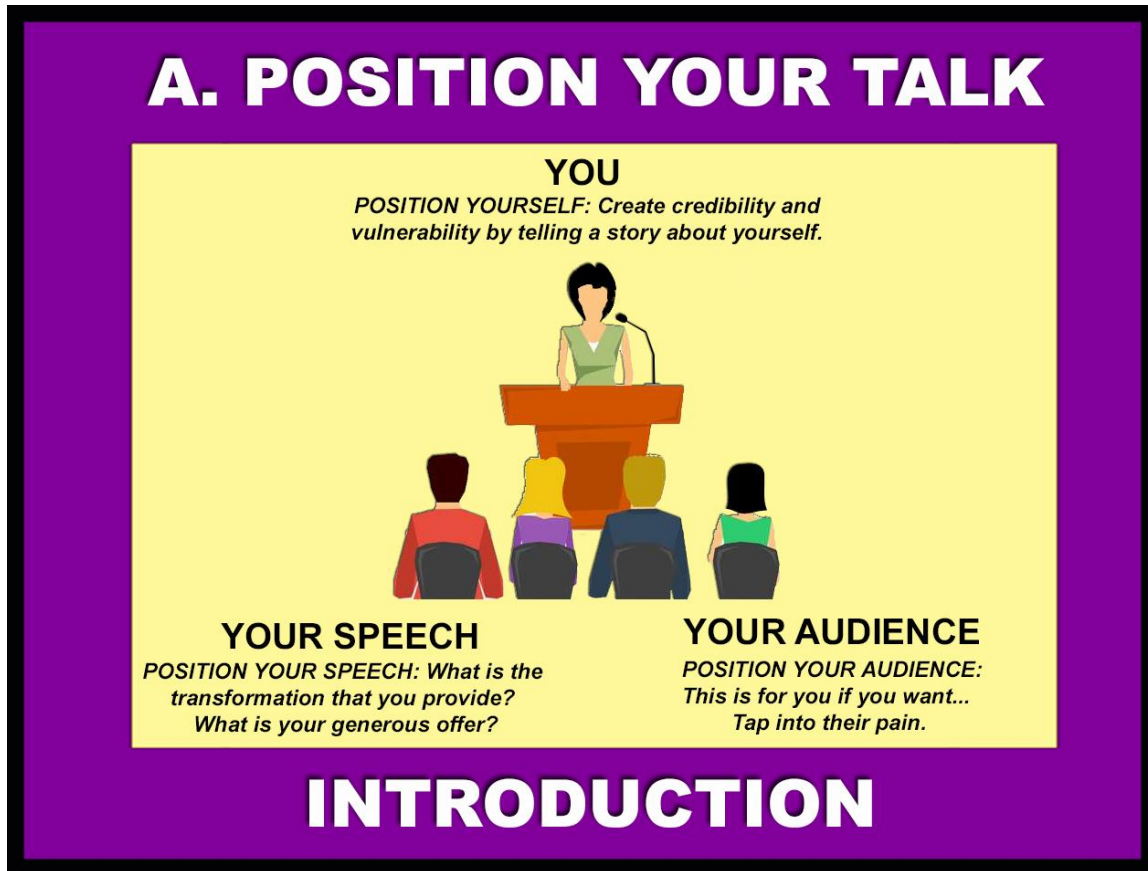 A. POSITION YOUR TALK
YOU
POSITION YOURSELF: Create credibility and
vulnerability by telling a story about yourself.
YOUR SPEECH
POSITION YOUR SPEECH: What is the
transformation that you provide?
What is your generous offer?
YOUR AUDIENCE
POSITION YOUR AUDIENCE:
This is for you if you want...
Tap into their pain.
INTRODUCTION